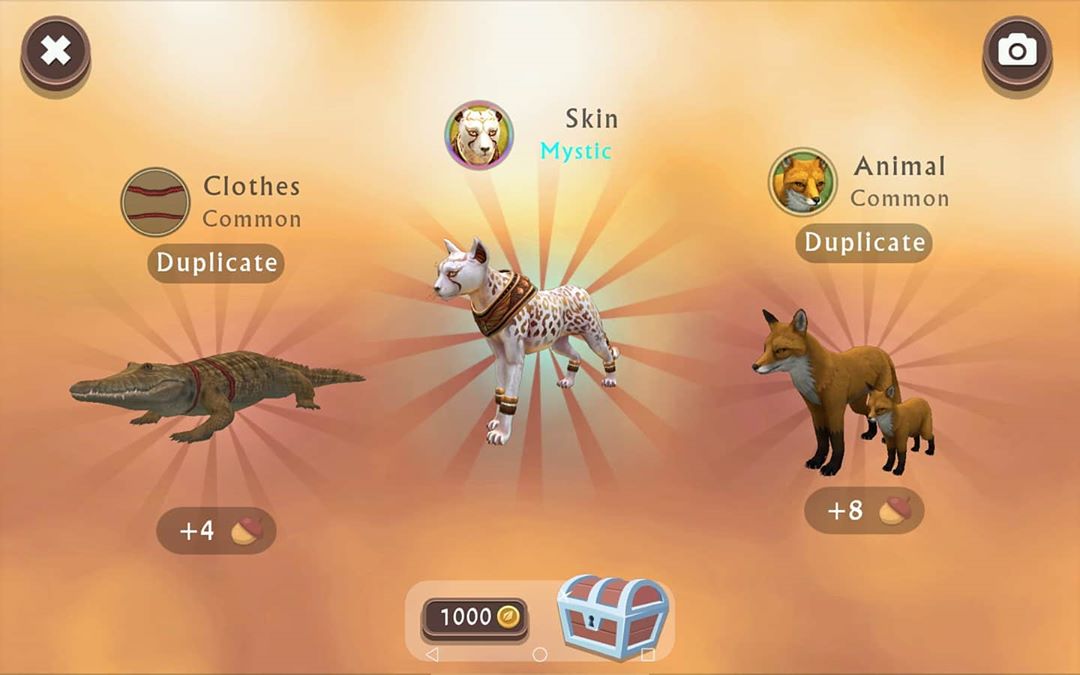 Skin
Mystic
Clothes
Common
Duplicate
Animal
Common
Duplicate
+4
+8
1000